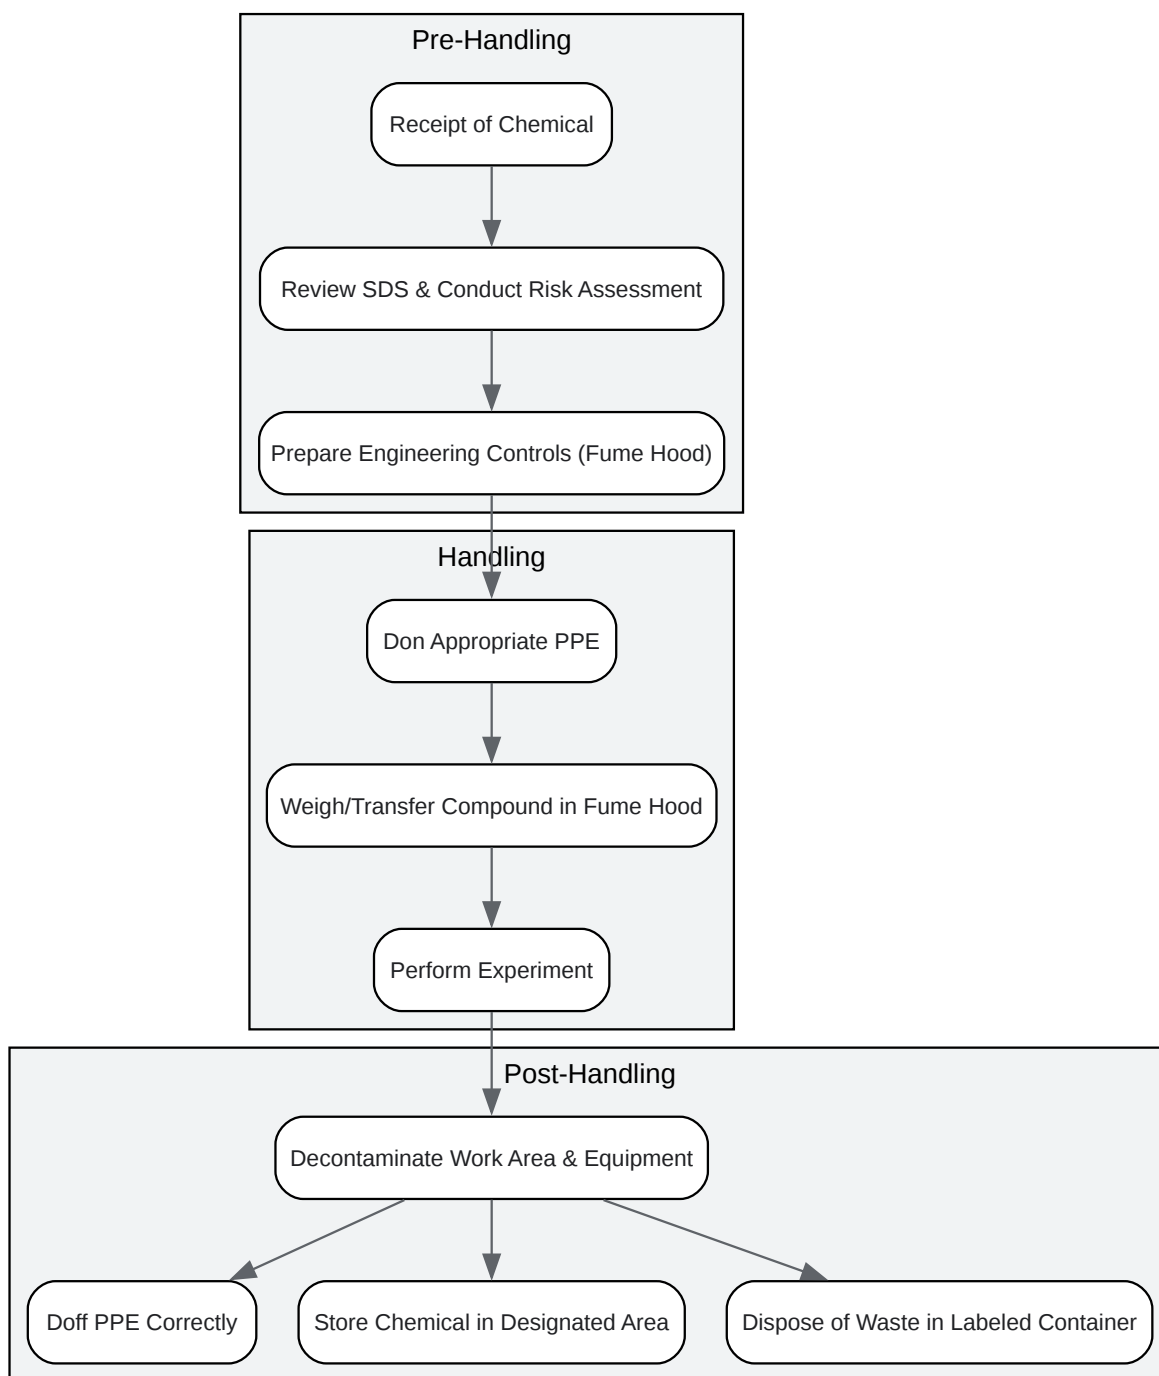 Pre-Handling
Receipt of Chemical
Review SDS & Conduct Risk Assessment
Prepare Engineering Controls (Fume Hood)
Handling
Don Appropriate PPE
Weigh/Transfer Compound in Fume Hood
Perform Experiment
Post-Handling
Decontaminate Work Area & Equipment
Doff PPE Correctly
Store Chemical in Designated Area
Dispose of Waste in Labeled Container